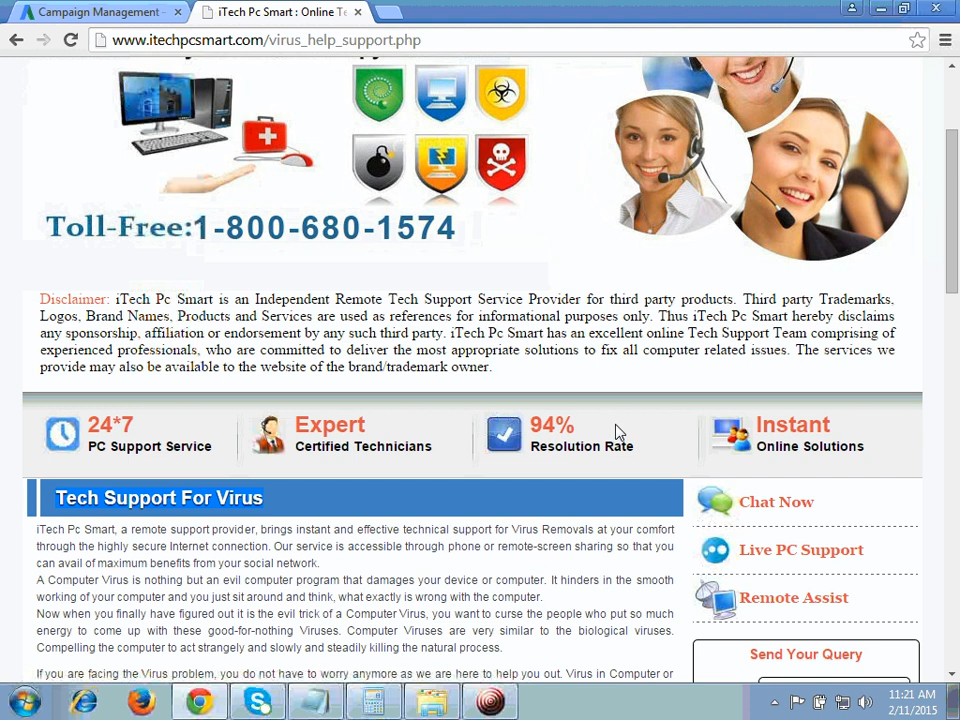 Campaign Management -
iTech Pc Smart : Online Te
www.itechpcsmart.com/virus_help_support.php
Toll-Free:1-800-680-1574
Disclaimer: iTech Pc Smart is an Independent Remote Tech Support Service Provider for third party products. Third party Trademarks,
Logos, Brand Names, Products and Services are used as references for informational purposes only. Thus iTech Pc Smart hereby disclaims
any sponsorship, affiliation or endorsement by any such third party. iTech Pc Smart has an excellent online Tech Support Team comprising of
experienced professionals, who are committed to deliver the most appropriate solutions to fix all computer related issues. The services we
provide may also be available to the website of the brand/trademark owner.
24*7
PC Support Service
Expert
Certified Technicians
94%
Resolution Rate
Instant
Online Solutions
Tech Support For Virus
iTech Pc Smart, a remote support provider, brings instant and effective technical support for Virus Removals at your comfort
through the highly secure Internet connection. Our service is accessible through phone or remote-screen sharing so that you
can avail of maximum benefits from your social network.
A Computer Virus is nothing but an evil computer program that damages your device or computer. It hinders in the smooth
working of your computer and you just sit around and think, what exactly is wrong with the computer.
Now when you finally have figured out it is the evil trick of a Computer Virus, you want to curse the people who put so much
energy to come up with these good-for-nothing Viruses. Computer Viruses are very similar to the biological viruses.
Compelling the computer to act strangely and slowly and steadily killing the natural process.
If you are facing the Virus problem, you do not have to worry anymore as we are here to help you out. Virus in Computer or
Chat Now
Live PC Support
Remote Assist
Send Your Query
11:21 AM
2/11/2015